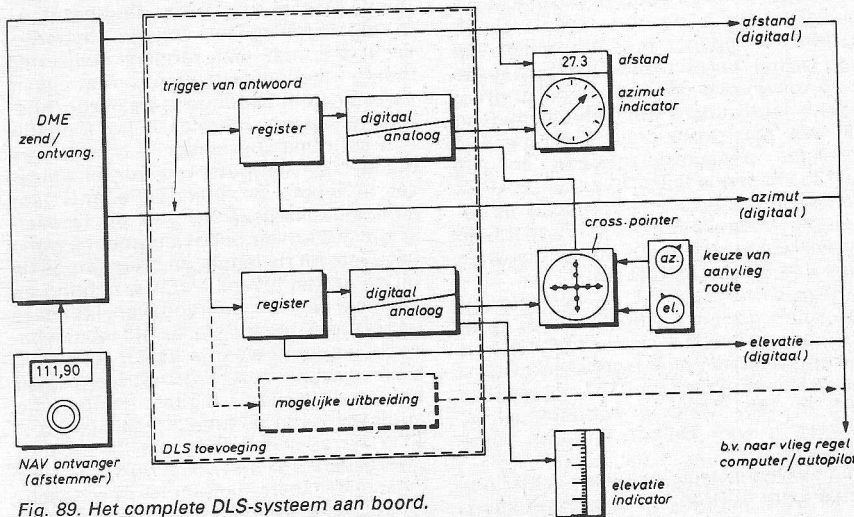 afstand
(digitaal)
27.3
afstand
azimut
indicator
trigger van antwoord
DME
zend/
ontvang.
register
digitaal
analoog
azimut
(digitaal)
cross-pointer
az.
el.
keuze van
aanvlieg
route
register
digitaal
analoog
elevatie
(digitaal)
111,90
mogelijke uitbreiding
DLS toevoeging
NAV ontvanger
(afstemmer)
elevatie
indicator
b.v. naar vlieg regel
computer/autopilot
Fig. 89. Het complete DLS-systeem aan boord.